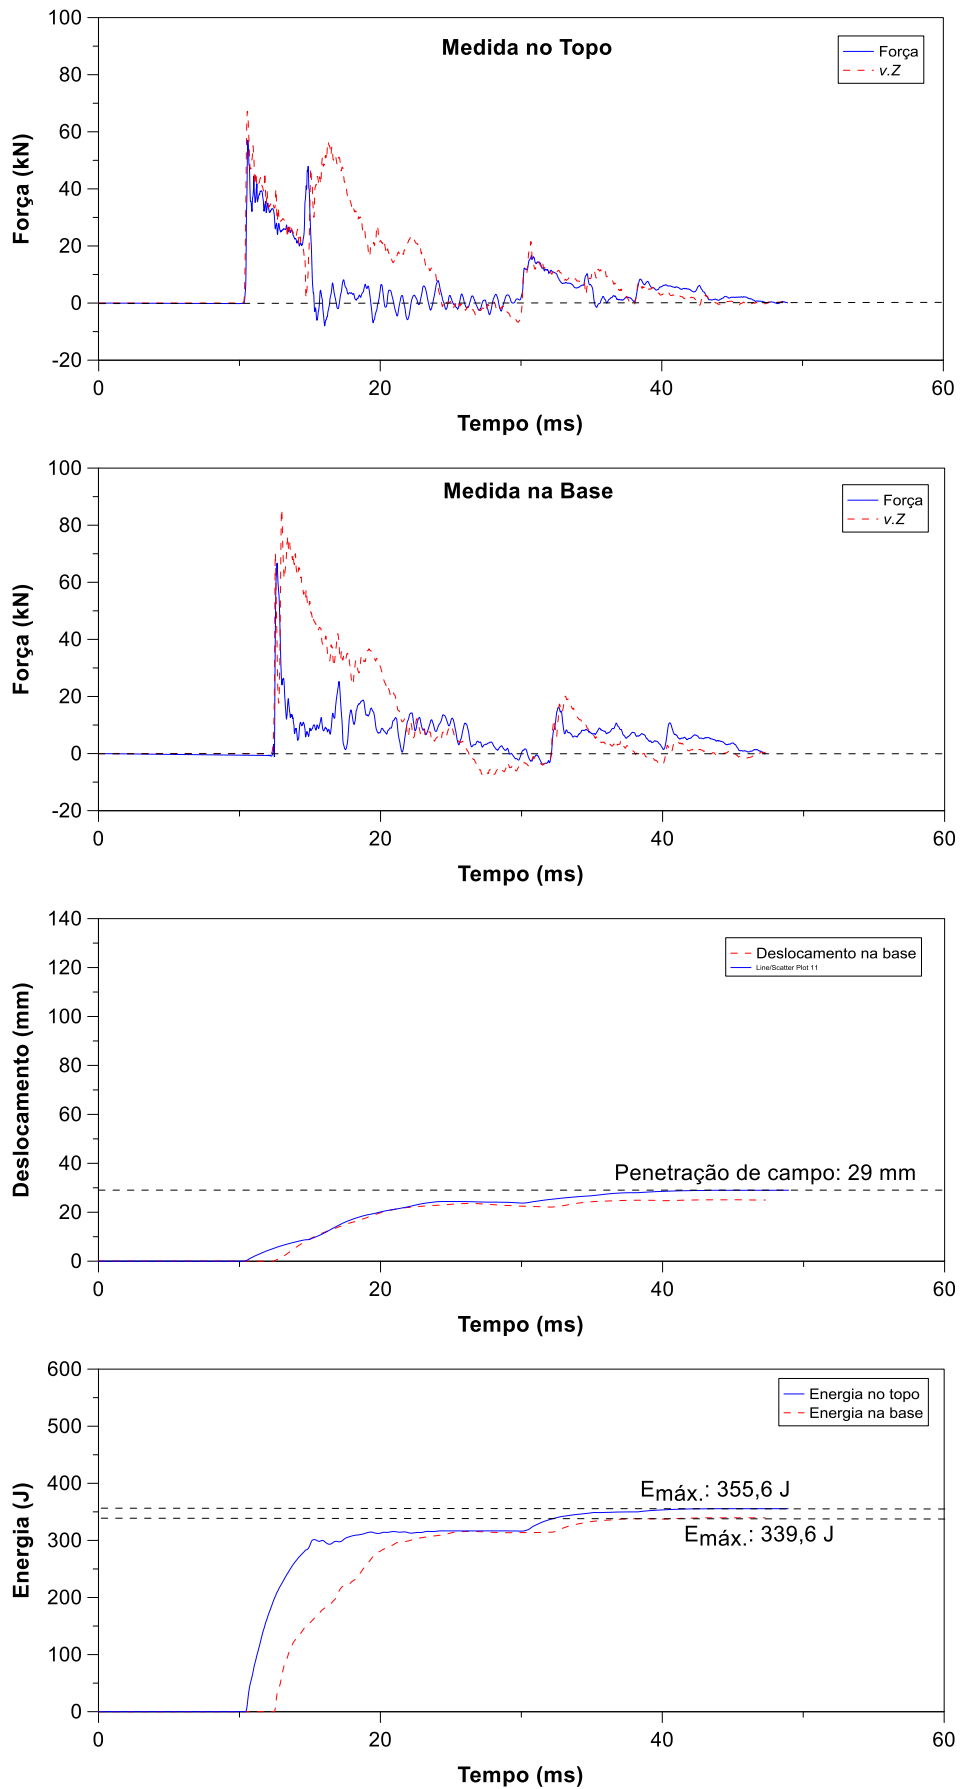 100
80
60
40
20
0
-20
Força (kN)
Medida no Topo
Força
v.Z
0
20
40
60
Tempo (ms)
100
80
60
40
20
0
-20
Força (kN)
Medida na Base
Força
v.Z
0
20
40
60
Tempo (ms)
140
120
100
80
60
40
20
0
Deslocamento (mm)
Deslocamento na base
Line/Scatter Plot 11
Penetração de campo: 29 mm
0
20
40
60
Tempo (ms)
600
500
400
300
200
100
0
Energia (J)
Energia no topo
Energia na base
Emáx.: 355,6 J
Emáx.: 339,6 J
0
20
40
60
Tempo (ms)